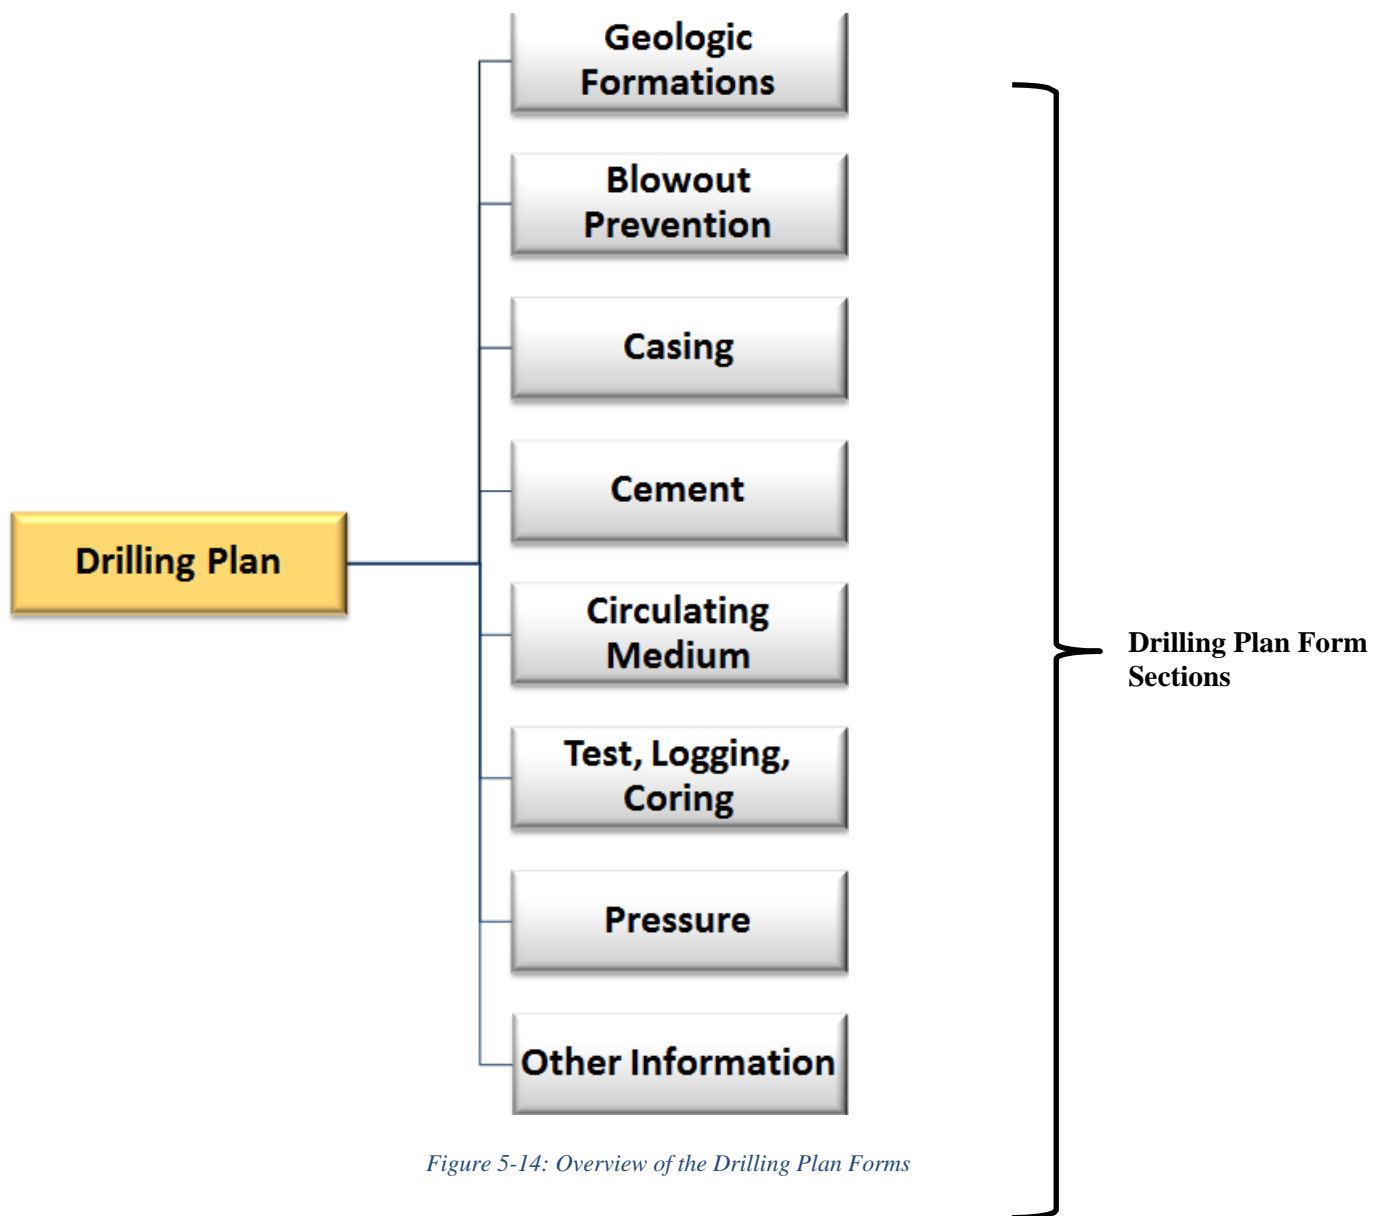 Geologic
Formations
Blowout
Prevention
Casing
Cement
Drilling Plan
Circulating
Medium
Drilling Plan Form
Sections
Test, Logging,
Coring
Pressure
Other Information
Figure 5-14: Overview of the Drilling Plan Forms